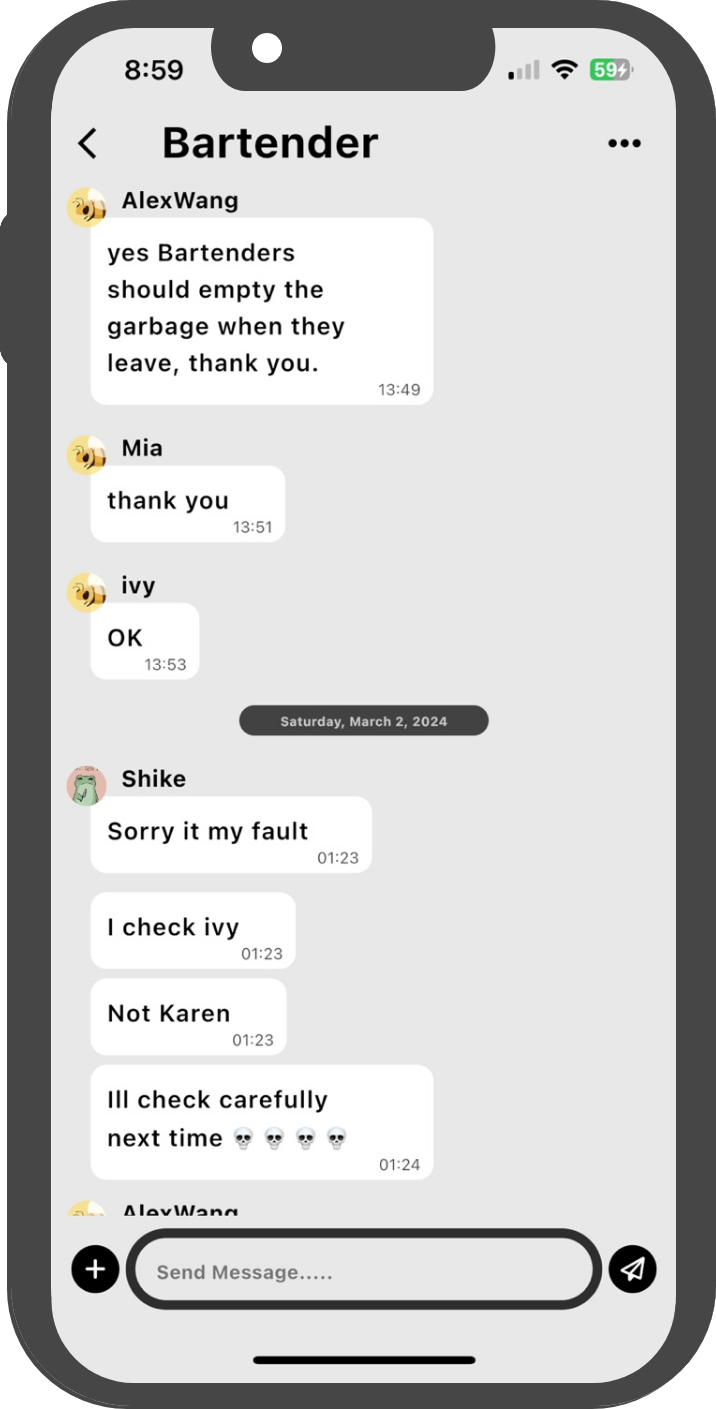 8:59
59
Bartender
AlexWang
yes Bartenders
should empty the
garbage when they
leave, thank you.
13:49
Mia
thank you
13:51
ivy
OK
13:53
Saturday, March 2, 2024
Shike
Sorry it my fault
01:23
I check ivy
01:23
Not Karen
01:23
Ill check carefully
next time 💀 💀 💀 💀
01:24
AlexWang
Send Message.....